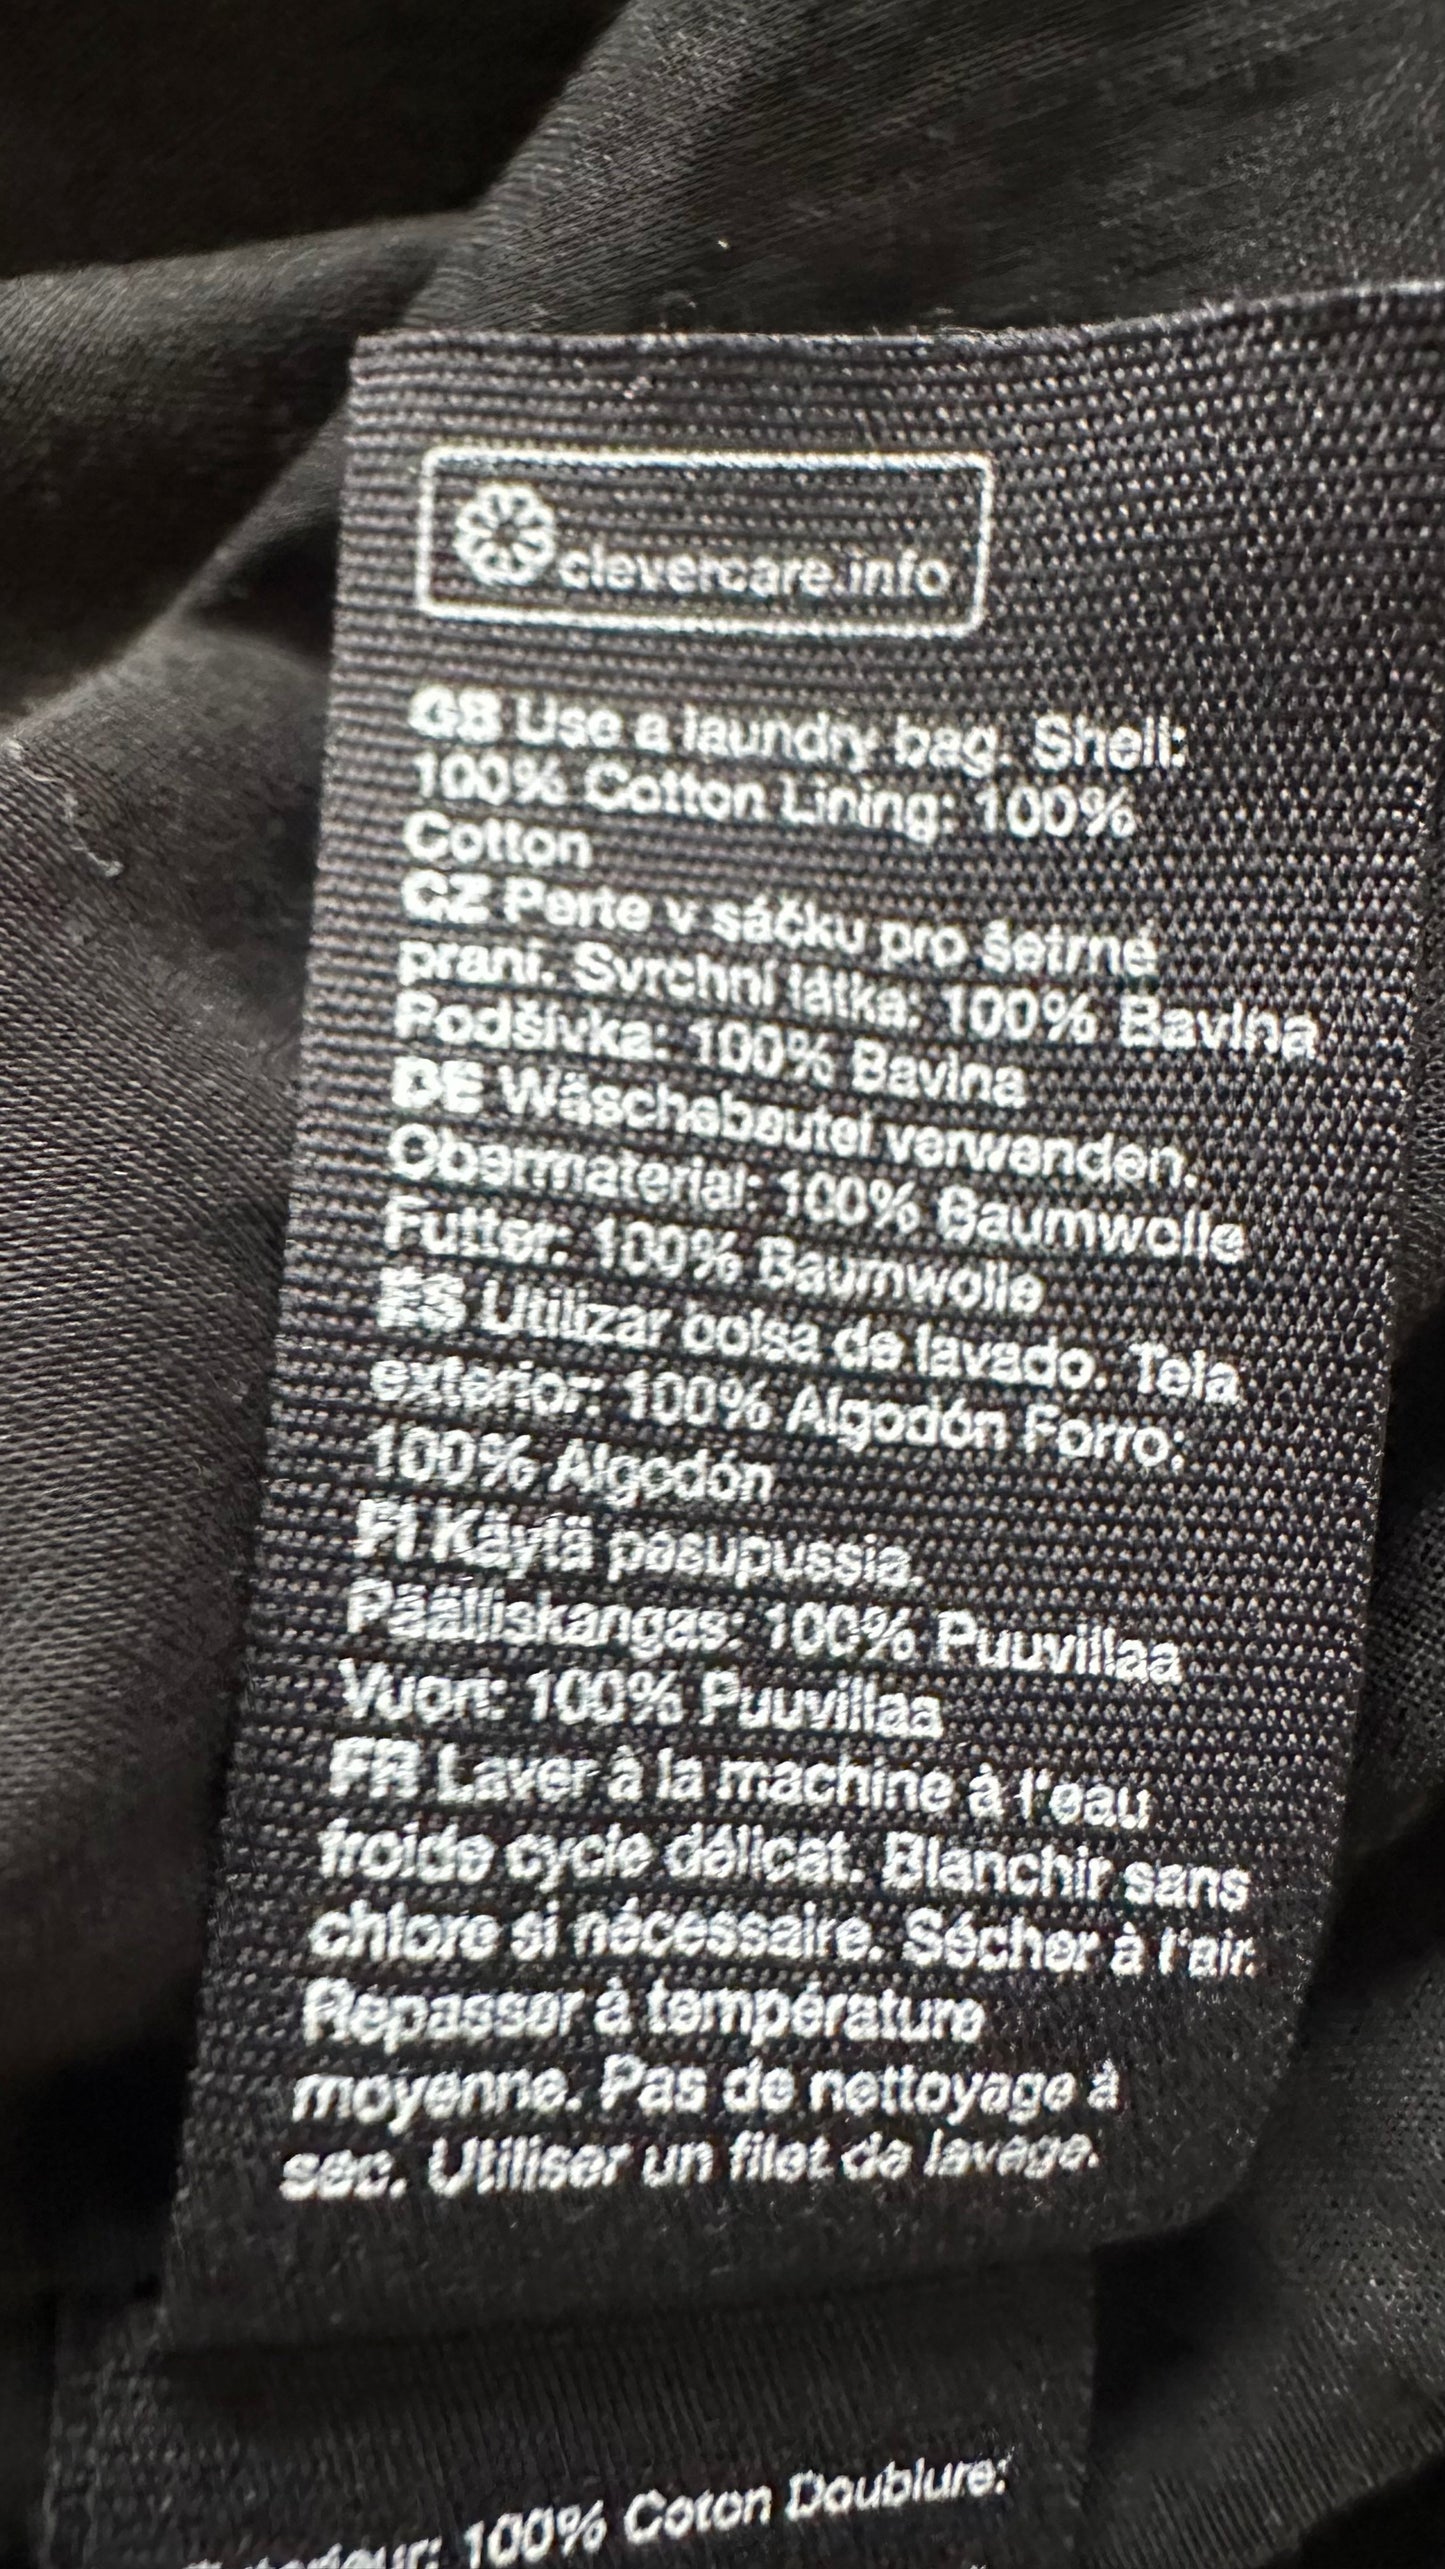 clevercare.info
GB Use a laundry bag. Shell:
100% Cotton Lining: 100%
Cotton
CZ Perte v sáčku pro šetrné
praní. Svrchní látka: 100% Bavlna
Podšívka: 100% Bavlna
DE Wäschebeutel verwenden.
Obermaterial: 100% Baumwolle
Futter: 100% Baumwolle
ES Utilizar bolsa de lavado. Tela
exterior: 100% Algodón Forro:
100% Algodón
FI Käytä pesupussia.
Päälliskangas: 100% Puuvillaa
Vuori: 100% Puuvillaa
FR Laver à la machine à l'eau
froide cycle délicat. Blanchir sans
chlore si nécessaire. Sécher à l'air.
Repasser à température
moyenne. Pas de nettoyage à
sec. Utiliser un filet de lavage.
100% Coton Doublure: